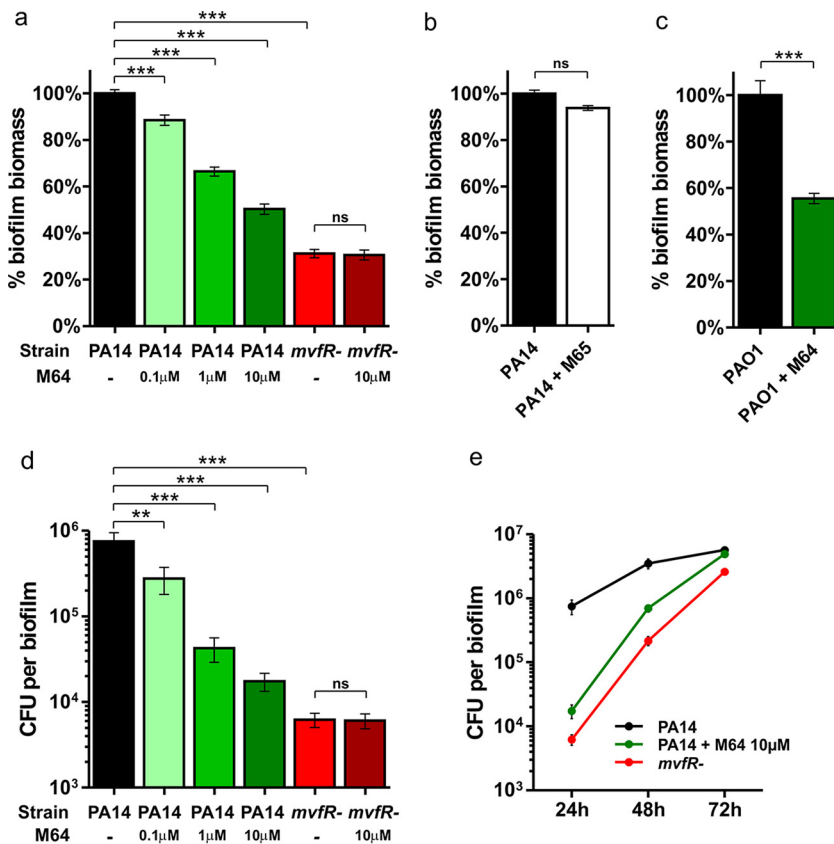 a
***
***
***
***
ns
% biofilm biomass
100%
80%
60%
40%
20%
0%
Strain PA14 PA14 PA14 PA14 mvfR- mvfR-
M64 - 0.1µM 1µM 10µM - 10µM
b
ns
% biofilm biomass
100%
80%
60%
40%
20%
0%
PA14
PA14 + M65
c
***
% biofilm biomass
100%
80%
60%
40%
20%
0%
PAO1
PAO1 + M64
d
***
***
***
**
ns
CFU per biofilm
10⁶
10⁵
10⁴
10³
Strain PA14 PA14 PA14 PA14 mvfR- mvfR-
M64 - 0.1µM 1µM 10µM - 10µM
e
CFU per biofilm
10⁷
10⁶
10⁵
10⁴
10³
PA14
PA14 + M64 10µM
mvfR-
24h 48h 72h